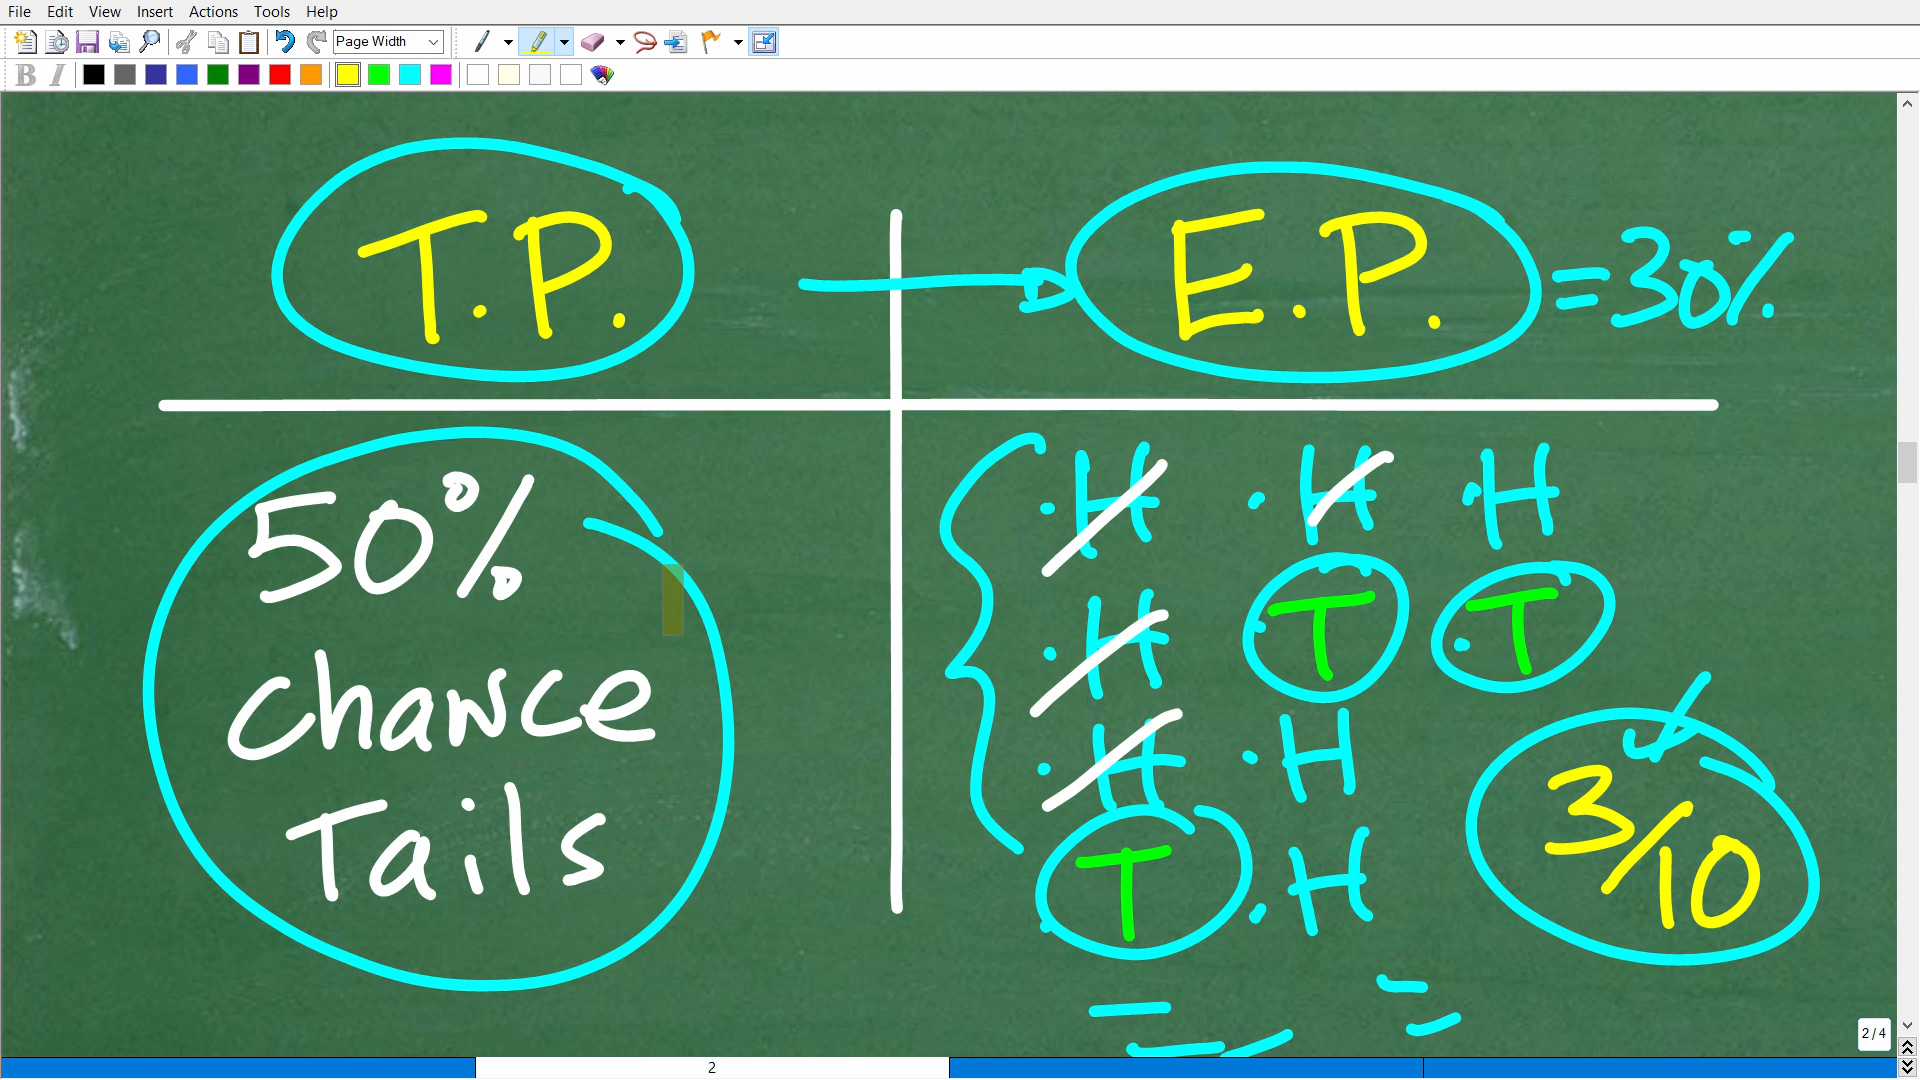 File Edit View Insert Actions Tools Help
Page Width
B I
T.P. E.P. = 30%
50% Chance Tails
H H H
H T T
H H
T H
3/10
2 / 4
2